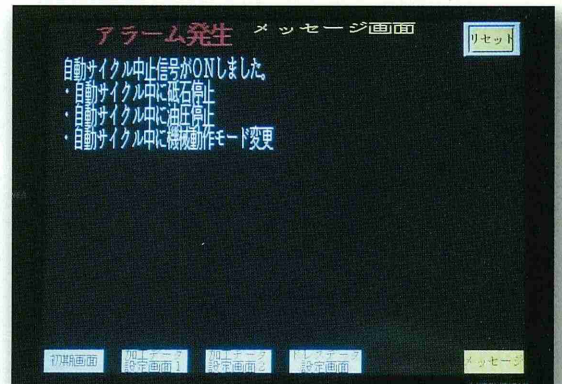 アラーム発生 メッセージ画面 リセット
自動サイクル中止信号がONしました。
・自動サイクル中に砥石停止
・自動サイクル中に油圧停止
・自動サイクル中に機械動作モード変更
初期画面
加工データ
設定画面1
加工データ
設定画面2
ドレスデータ
設定画面
メッセージ